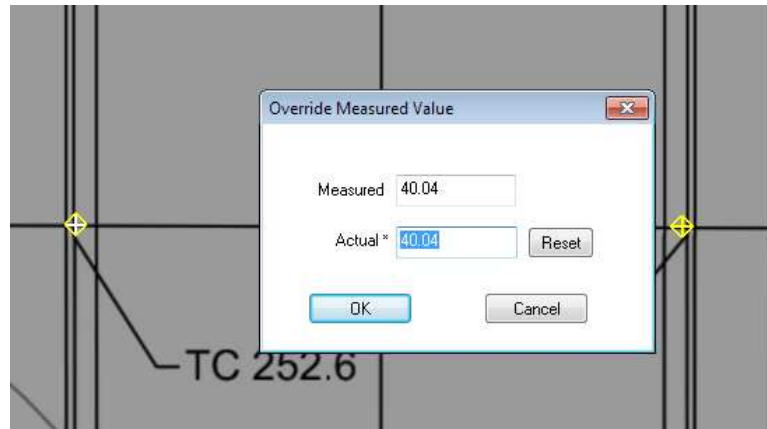 Override Measured Value
Measured 40.04
Actual * 40.04 Reset
OK Cancel
TC 252.6